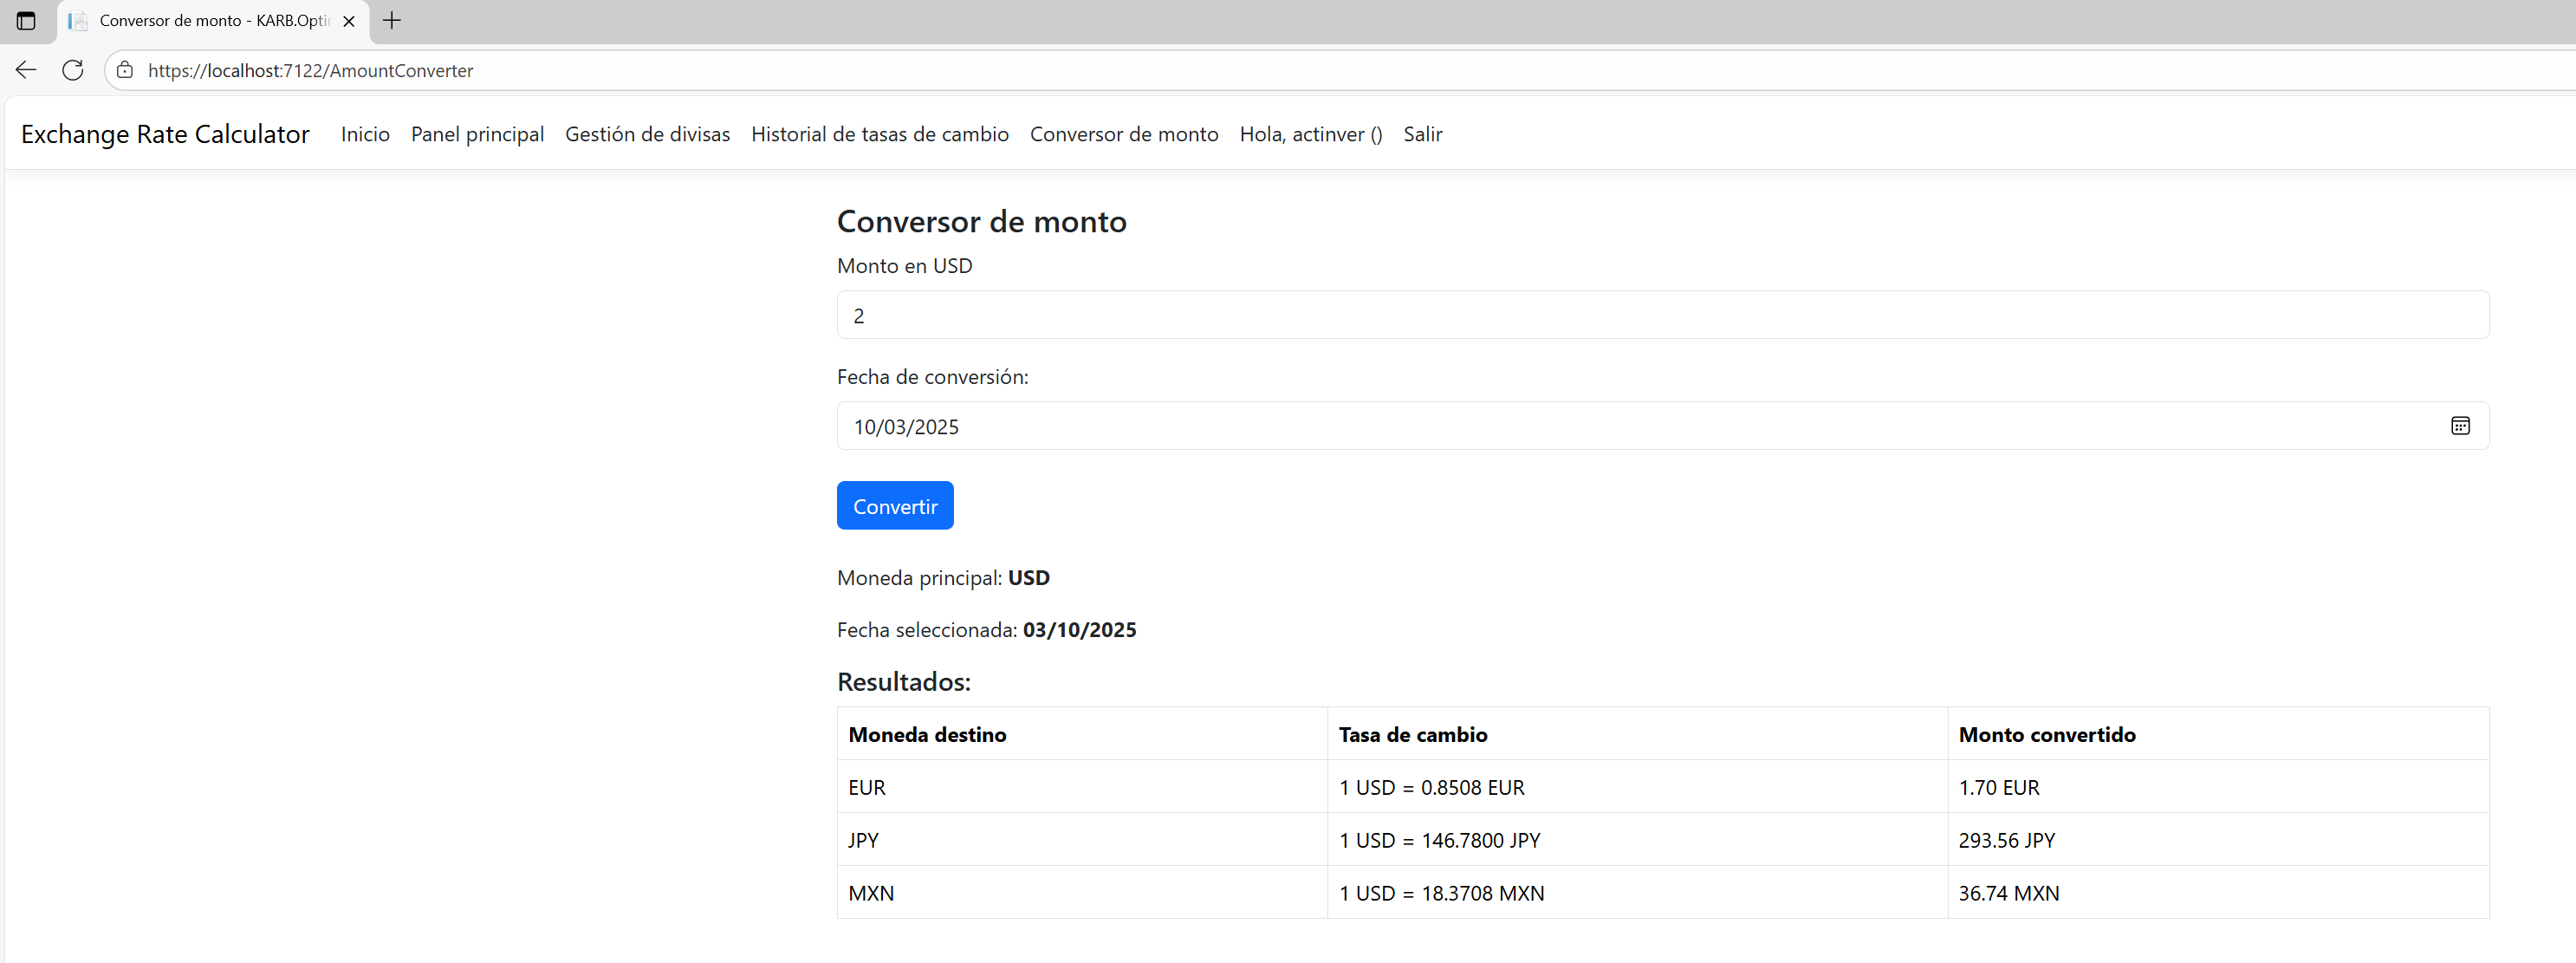 Conversor de monto - KARB.Opti
https://localhost:7122/AmountConverter
Exchange Rate Calculator Inicio Panel principal Gestión de divisas Historial de tasas de cambio Conversor de monto Hola, actinver () Salir
Conversor de monto
Monto en USD
2
Fecha de conversión:
10/03/2025
Convertir
Moneda principal: USD
Fecha seleccionada: 03/10/2025
Resultados:
Moneda destino Tasa de cambio Monto convertido
EUR 1 USD = 0.8508 EUR 1.70 EUR
JPY 1 USD = 146.7800 JPY 293.56 JPY
MXN 1 USD = 18.3708 MXN 36.74 MXN